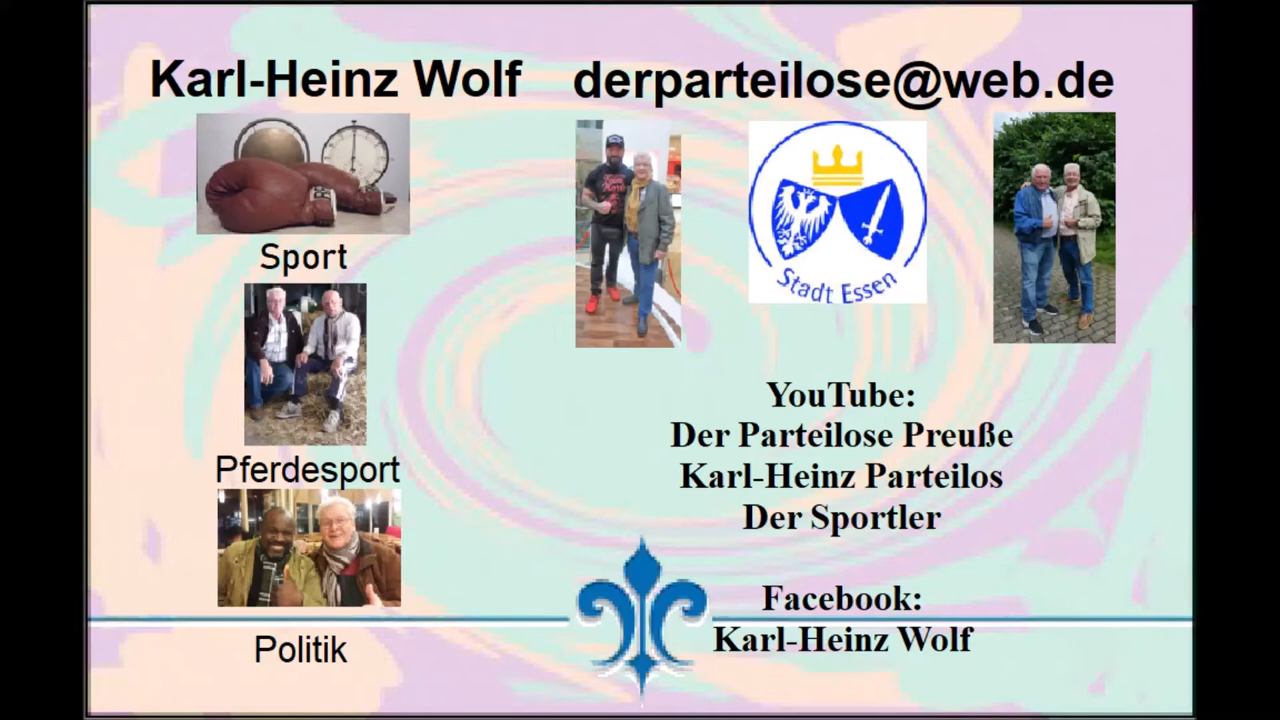 Karl-Heinz Wolf
derparteilose@web.de
Sport
Pferdesport
Politik
Stadt Essen
YouTube:
Der Parteilose Preuße
Karl-Heinz Parteilos
Der Sportler
Facebook:
Karl-Heinz Wolf